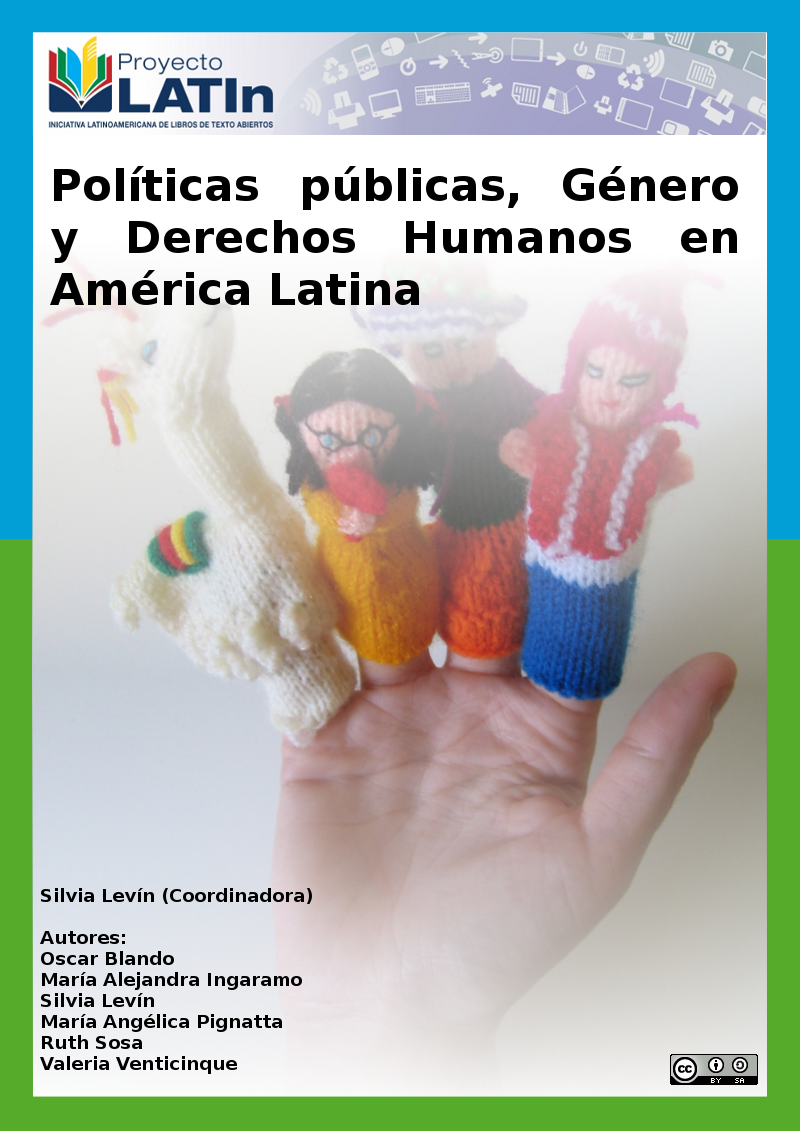 Proyecto
LATIn
INICIATIVA LATINOAMERICANA DE LIBROS DE TEXTO ABIERTOS
Políticas públicas, Género
y Derechos Humanos en
América Latina
Silvia Levín (Coordinadora)
Autores:
Oscar Blando
María Alejandra Ingaramo
Silvia Levín
María Angélica Pignatta
Ruth Sosa
Valeria Venticinque
cc
BY SA